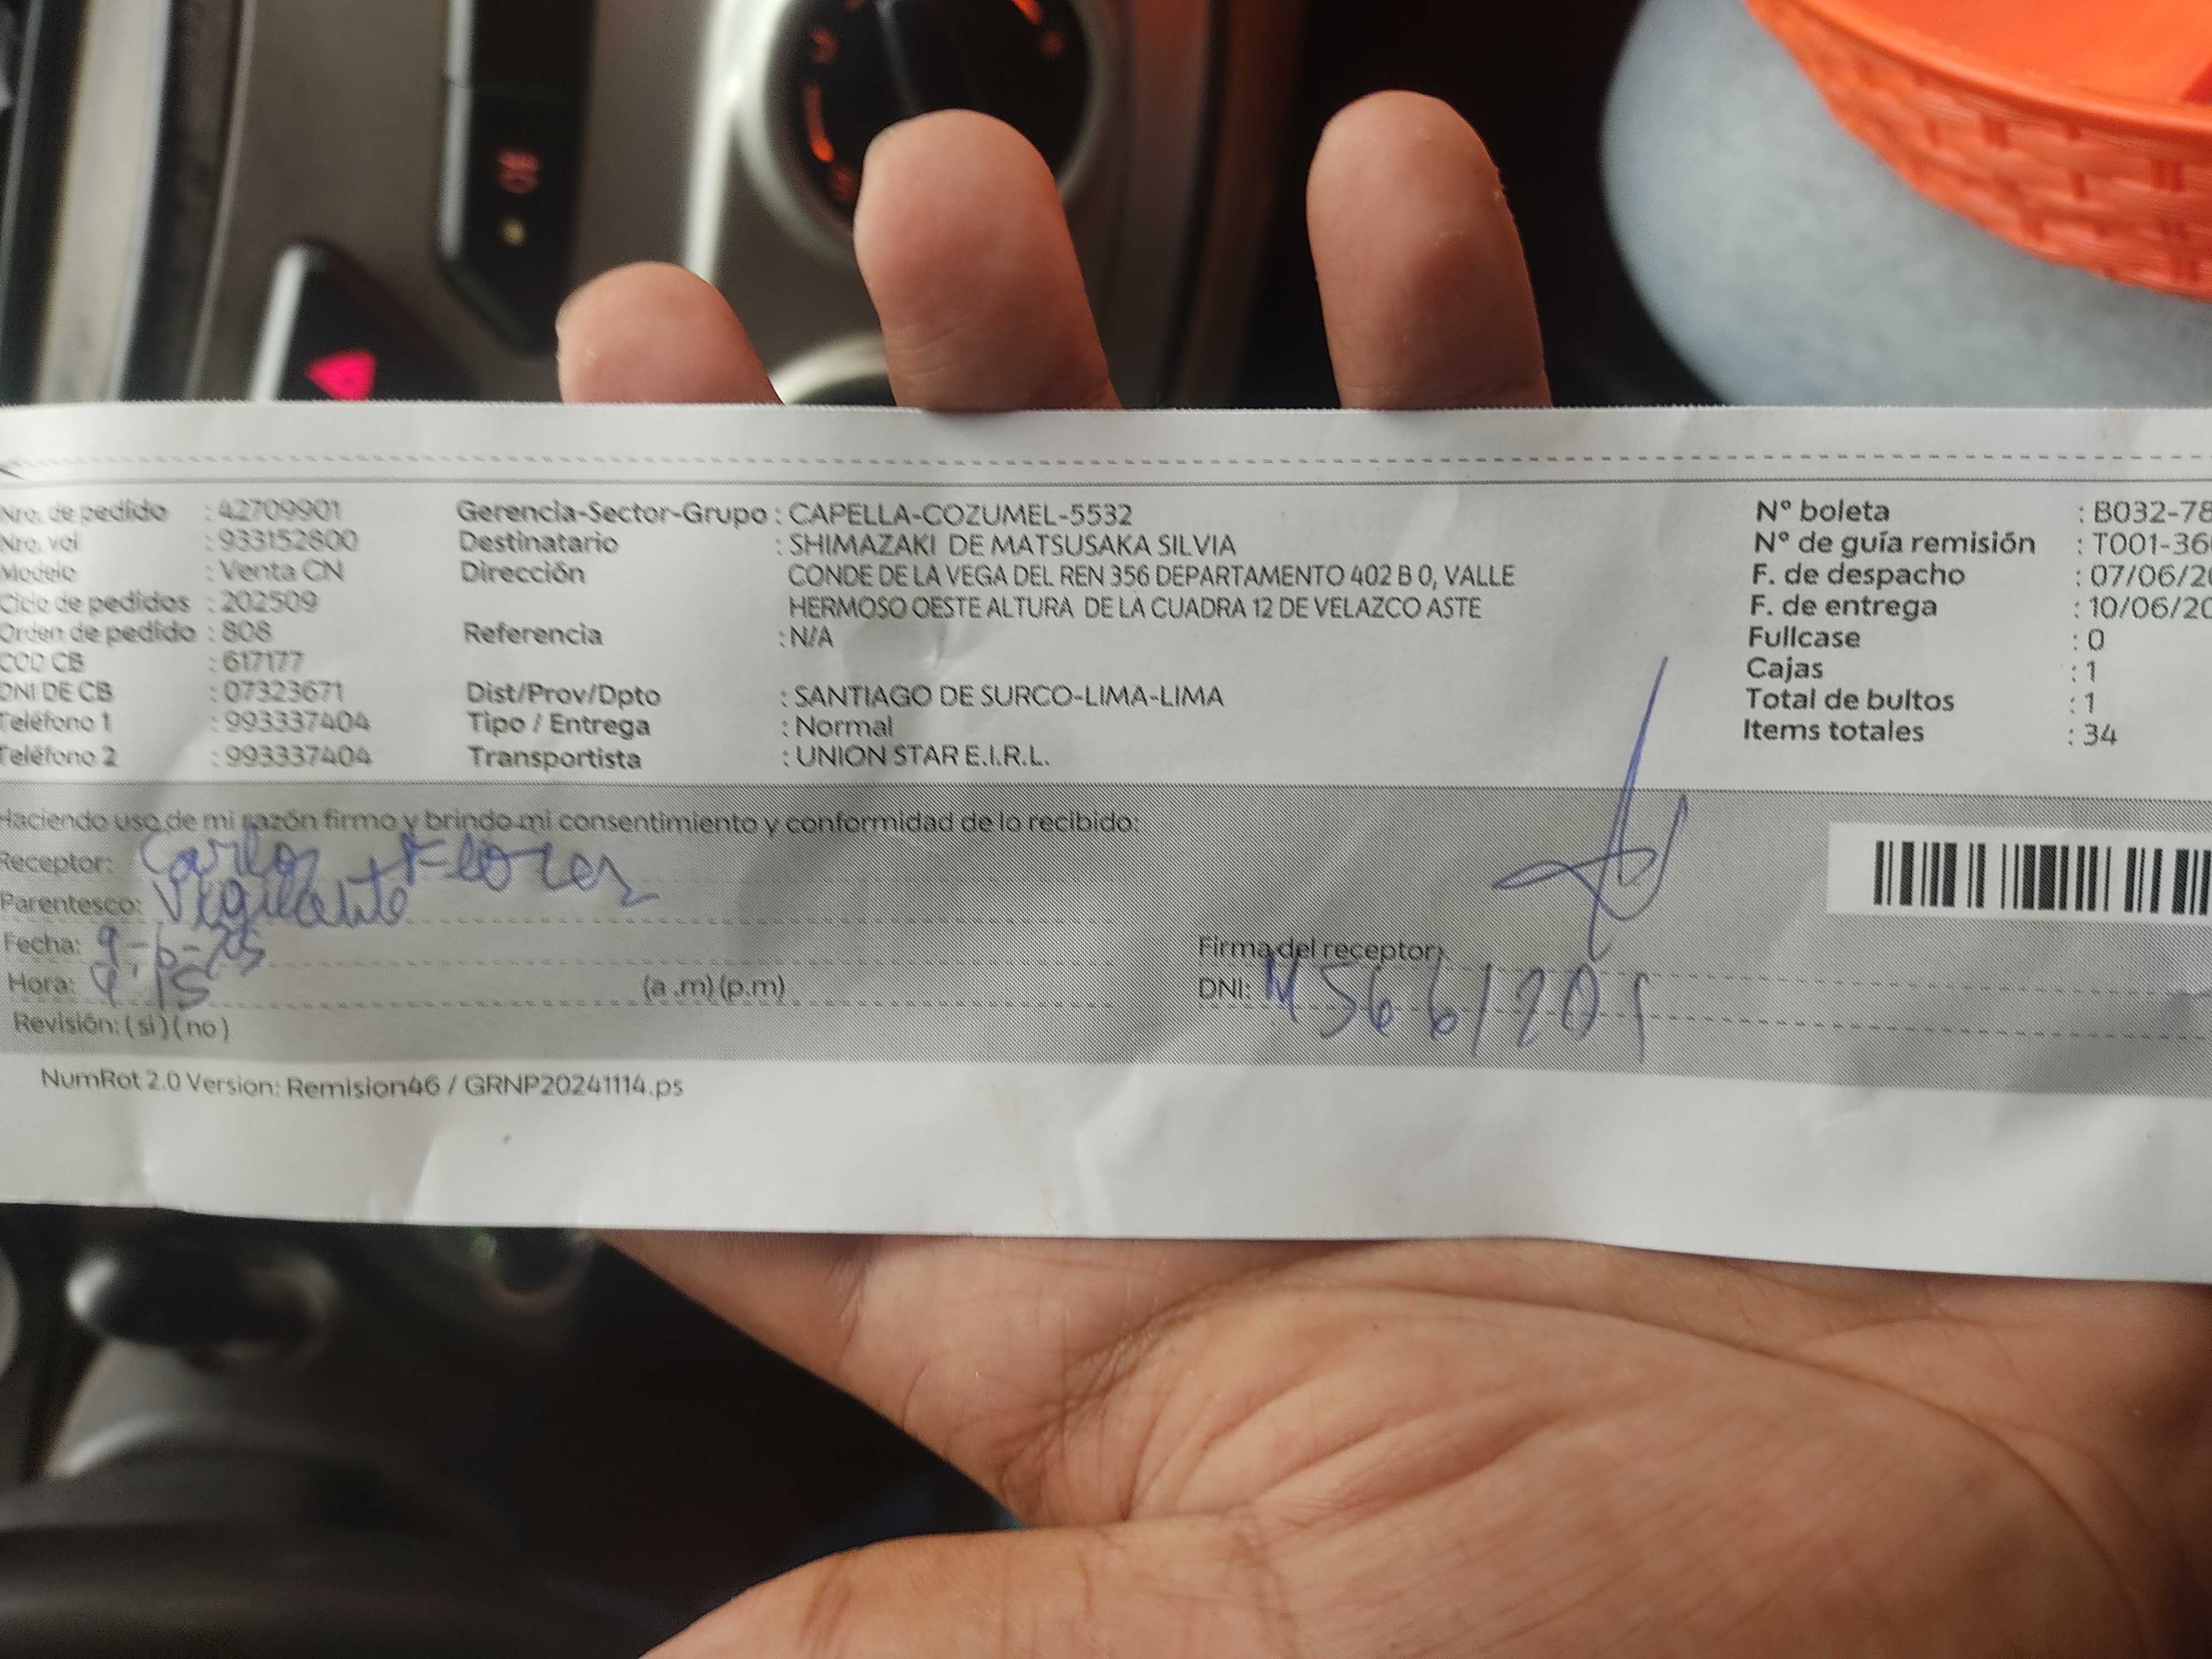 Nro. de pedido : 42709901
Nro. vol : 933152800
Modelo : Venta CN
Ciclo de pedidos : 202509
Orden de pedido : 808
COD CB : 617177
DNI DE CB : 07323671
Teléfono 1 : 993337404
Teléfono 2 : 993337404
Gerencia-Sector-Grupo : CAPELLA-COZUMEL-5532
Destinatario : SHIMAZAKI DE MATSUSAKA SILVIA
Dirección CONDE DE LA VEGA DEL REN 356 DEPARTAMENTO 402 B 0, VALLE
HERMOSO OESTE ALTURA DE LA CUADRA 12 DE VELAZCO ASTE
Referencia : N/A
Dist/Prov/Dpto : SANTIAGO DE SURCO-LIMA-LIMA
Tipo / Entrega : Normal
Transportista : UNION STAR E.I.R.L.
N° boleta : B032-78
N° de guía remisión : T001-36
F. de despacho : 07/06/20
F. de entrega : 10/06/20
Fullcase : 0
Cajas : 1
Total de bultos : 1
Items totales : 34
Haciendo uso de mi razón firmo y brindo mi consentimiento y conformidad de lo recibido:
Receptor: Carlos Flores
Parentesco: Vigilante
Fecha: 9-6-25
Hora: 4:15 (a .m) (p.m)
Revisión: ( si ) ( no )
Firma del receptor:
DNI:
NumRot 2.0 Version: Remision46 / GRNP20241114.ps